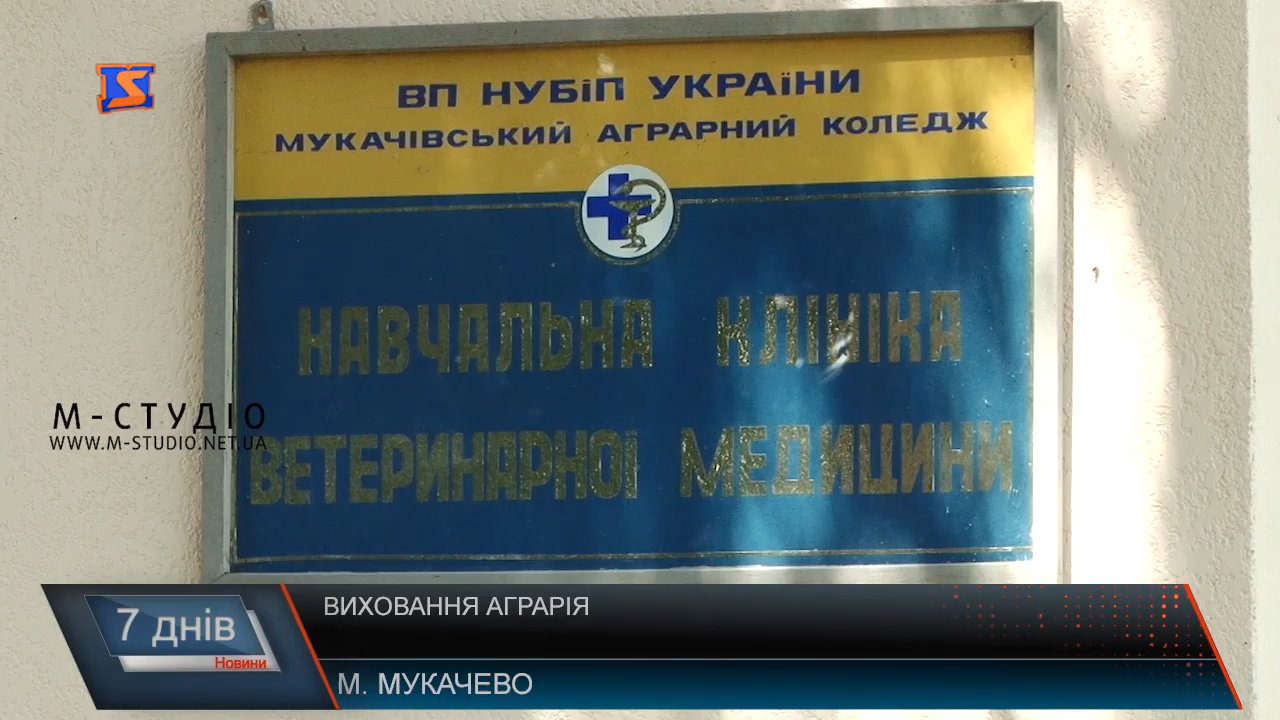 ВП НУБіП УКРАїНИ
МУКАЧІВСЬКИЙ АГРАРНИЙ КОЛЕДЖ
НАВЧАЛЬНА КЛІНІКА
ВЕТЕРИНАРНОЇ МЕДИЦИНИ
М-СТУДІО
WWW.M-STUDIO.NET.UA
7 днів
Новини
ВИХОВАННЯ АГРАРІЯ
М. МУКАЧЕВО